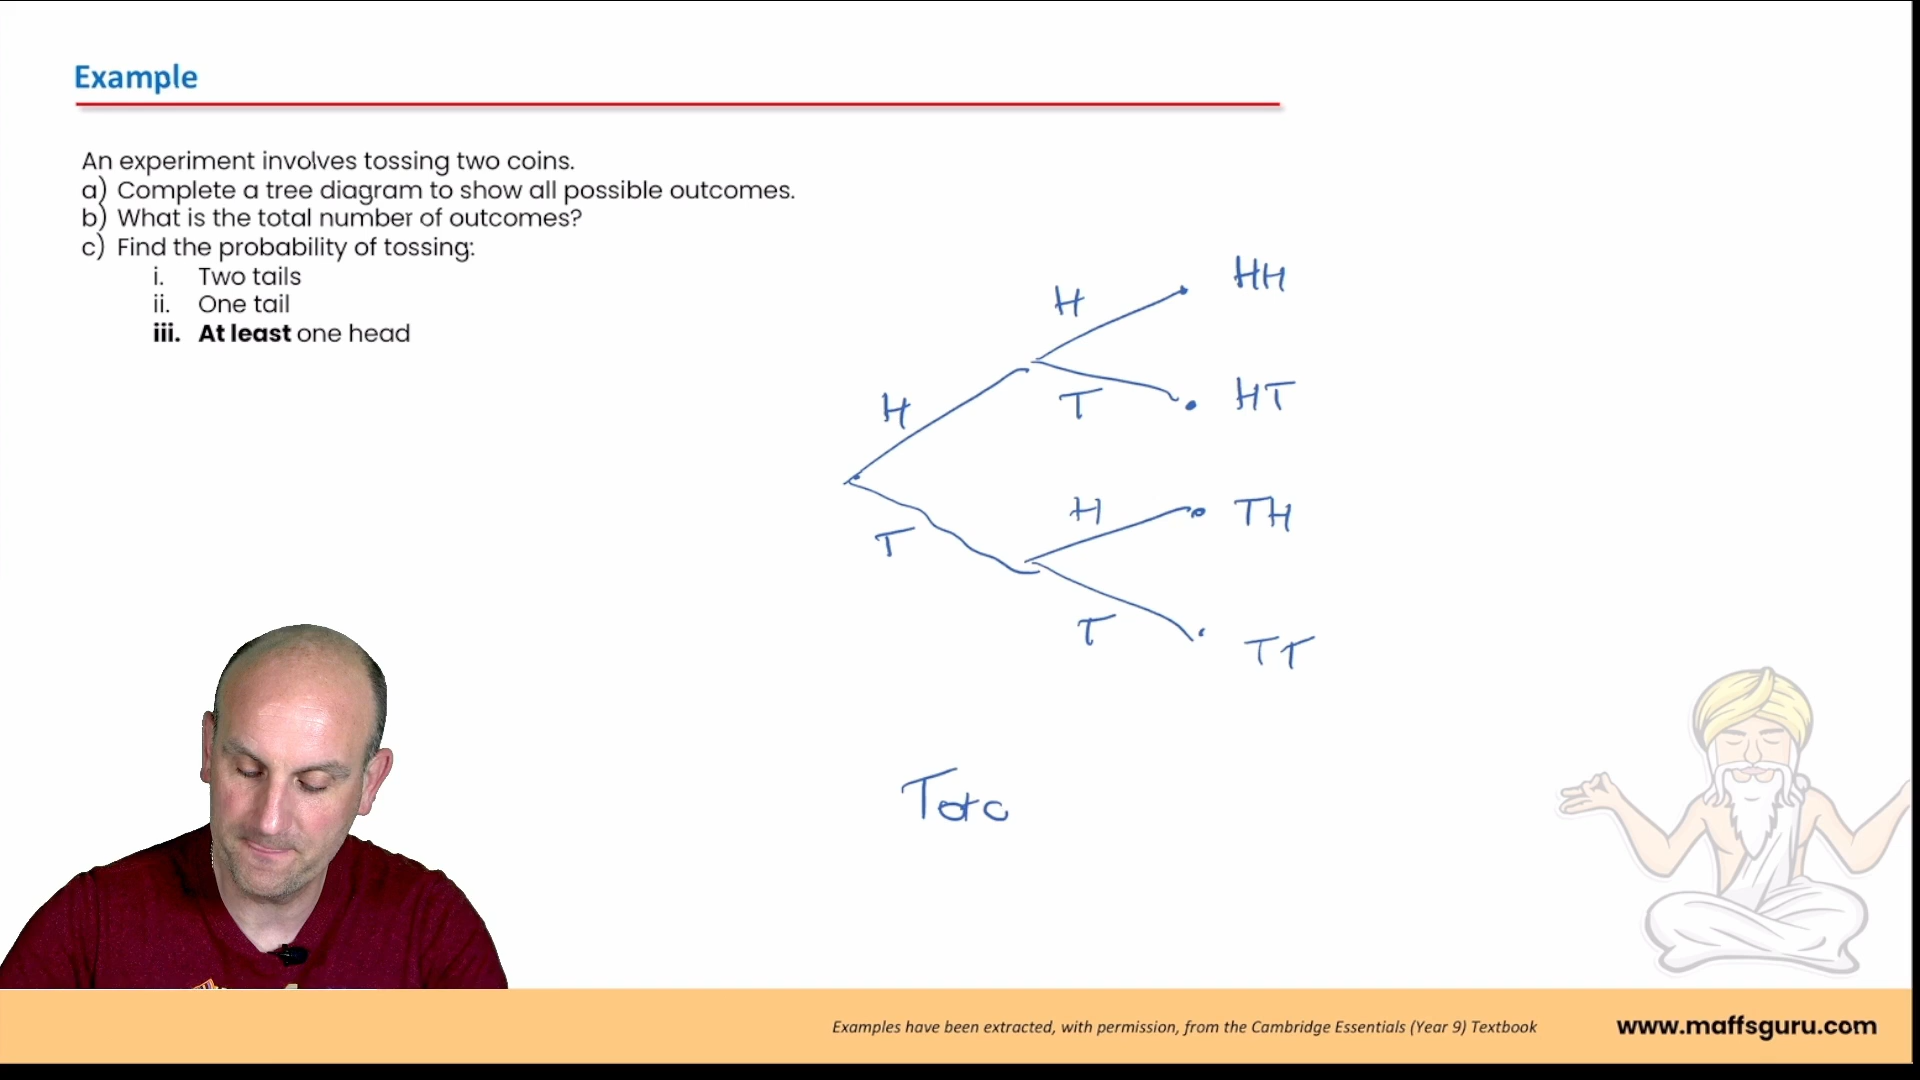 Example
An experiment involves tossing two coins.
a) Complete a tree diagram to show all possible outcomes.
b) What is the total number of outcomes?
c) Find the probability of tossing:
i. Two tails
ii. One tail
iii. At least one head
H
HH
H
T
HT
T
H
TH
T
TT
Tota
Examples have been extracted, with permission, from the Cambridge Essentials (Year 9) Textbook
www.maffsguru.com